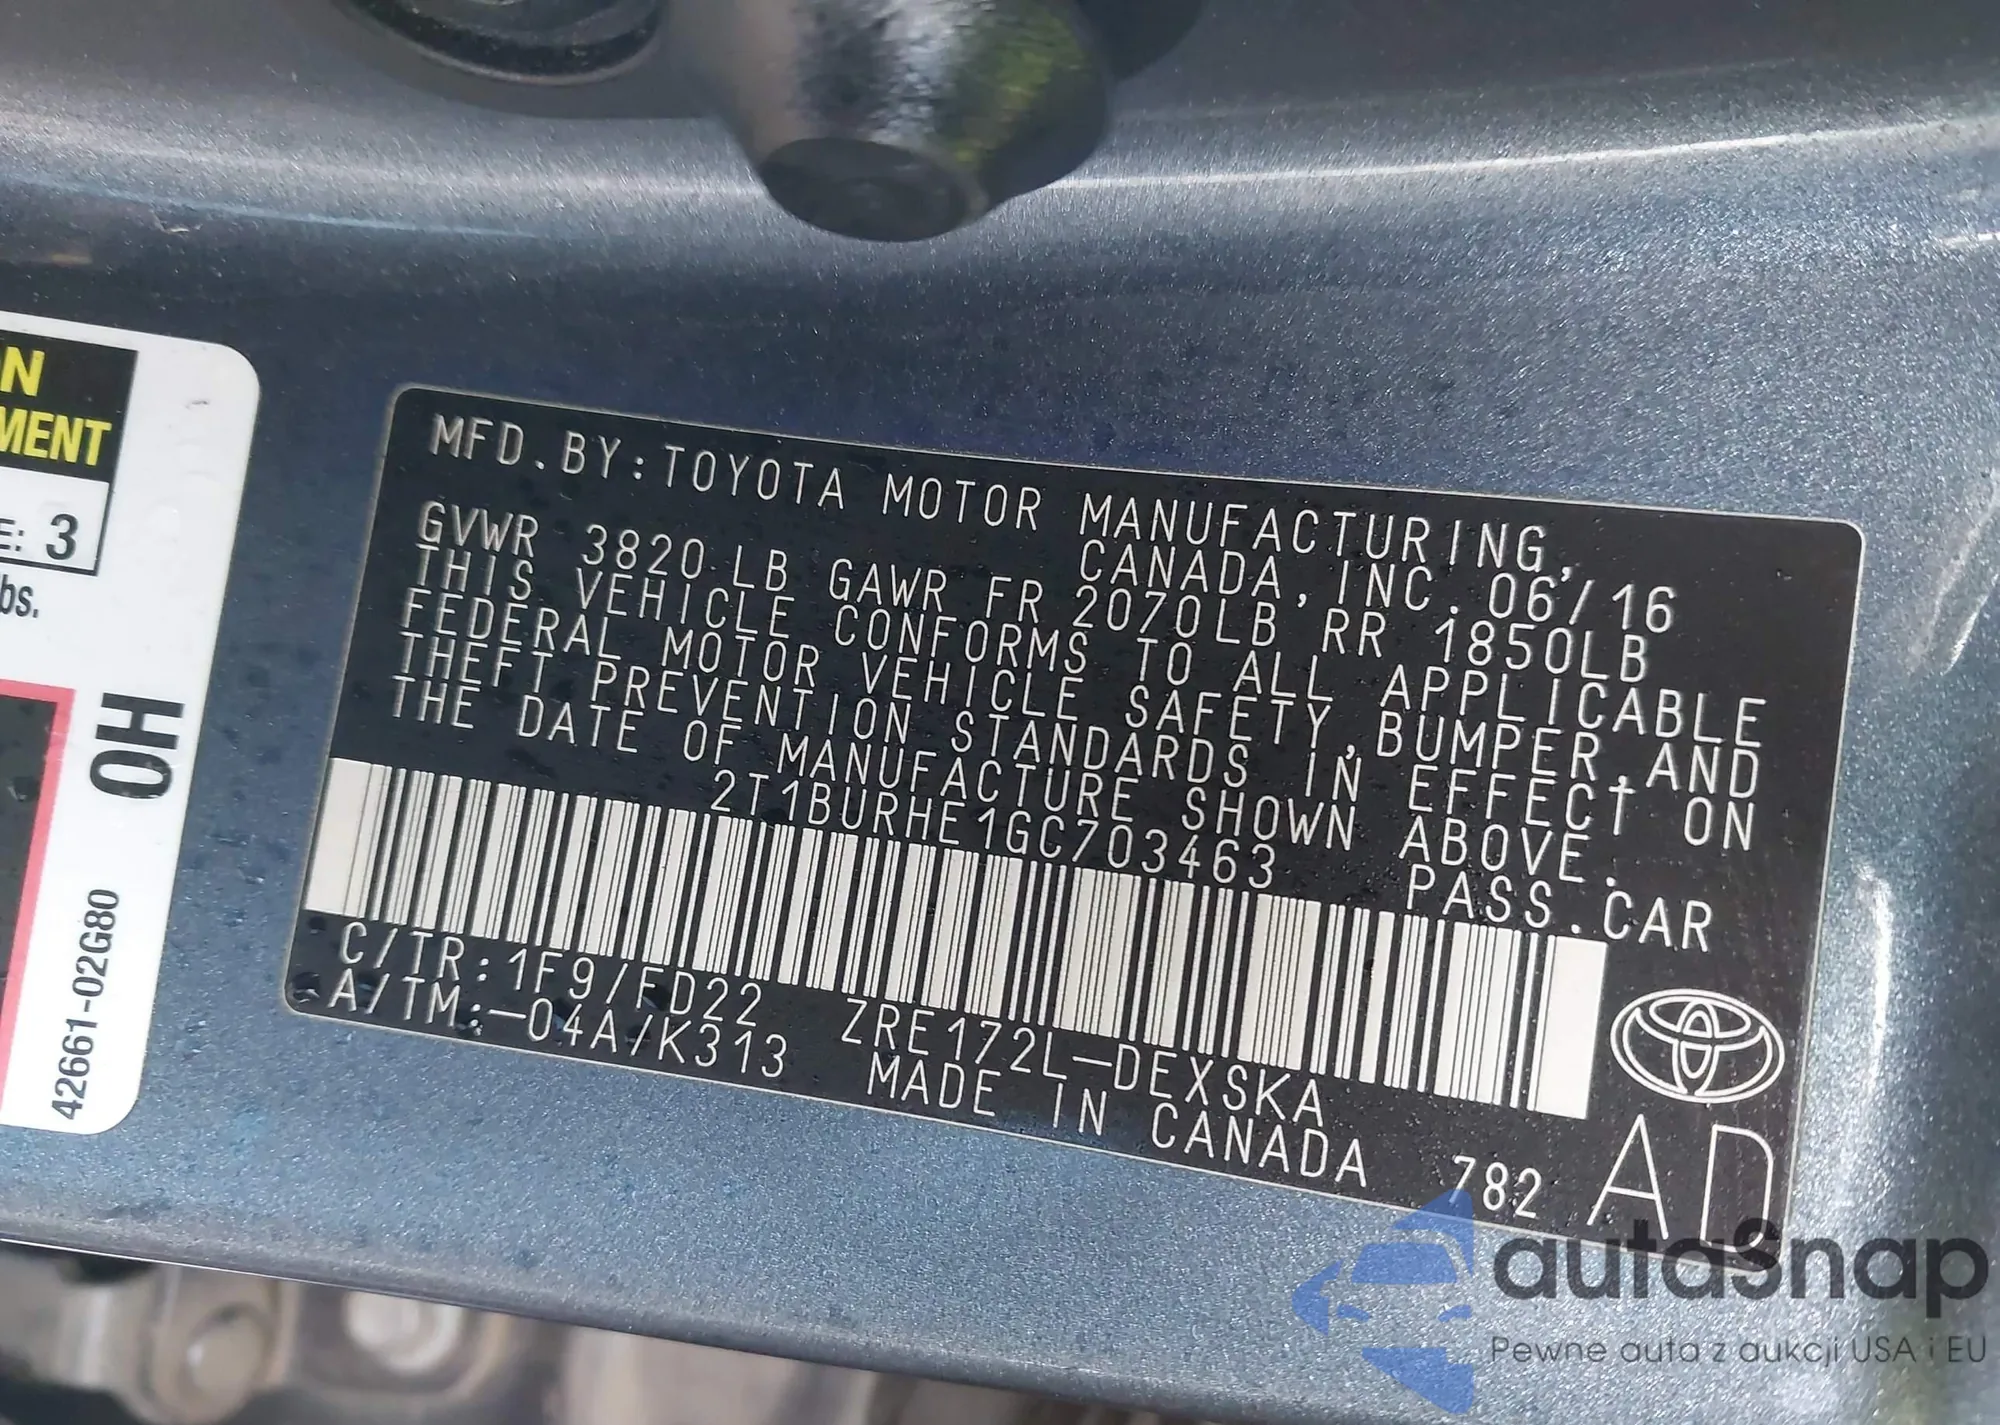 N
MENT
E: 3
bs.
OH
42661-02G80
MFD.BY:TOYOTA MOTOR MANUFACTURING,
CANADA, INC. 06/16
GVWR 3820 LB GAWR FR 2070LB RR 1850LB
THIS VEHICLE CONFORMS TO ALL APPLICABLE
FEDERAL MOTOR VEHICLE SAFETY, BUMPER, AND
THEFT PREVENTION STANDARDS IN EFFECT ON
THE DATE OF MANUFACTURE SHOWN ABOVE.
2T1BURHE1GC703463 PASS.CAR
C/TR:1F9/FD22 ZRE172L-DEXSKA
A/TM:-04A/K313 MADE IN CANADA 782
AD
autaSnap
Pewne auta z aukcji USA i EU